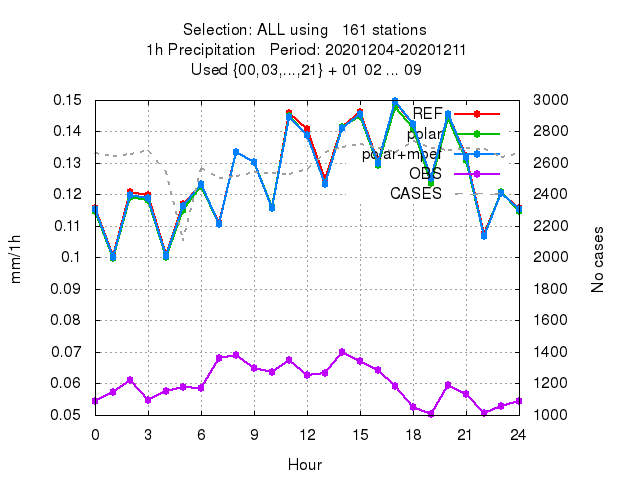 Selection: ALL using   161 stations
1h Precipitation   Period: 20201204-20201211
Used {00,03,...,21} + 01 02 ... 09
0.15
0.14
0.13
0.12
0.11
0.1
0.09
0.08
0.07
0.06
0.05
3000
2800
2600
2400
2200
2000
1800
1600
1400
1200
1000
REF
polar
polar+mber
OBS
CASES
mm/1h
No cases
0 3 6 9 12 15 18 21 24
Hour